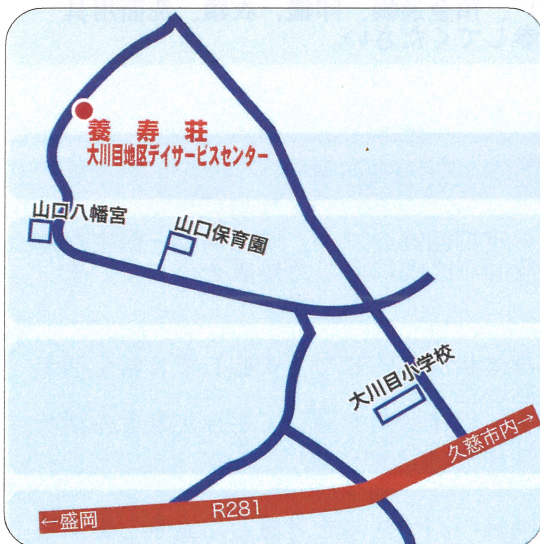 養寿荘
大川目地区デイサービスセンター
山口八幡宮
山口保育園
大川目小学校
久慈市内→
R281
←盛岡